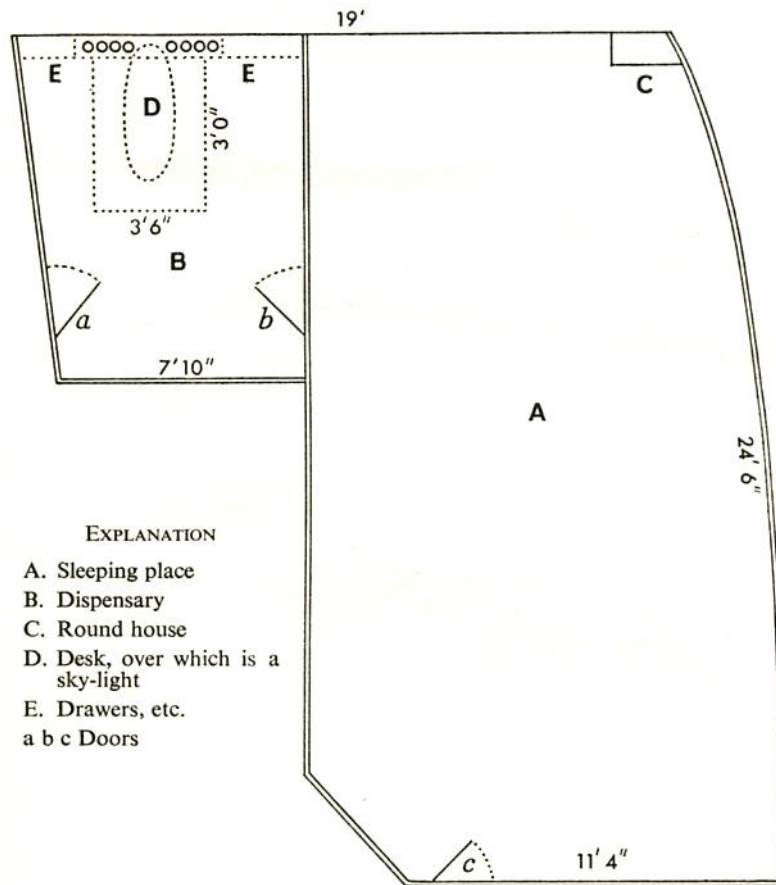 19'
E
E
D
C
3'0"
3'6"
B
a
b
7'10"
A
24' 6"
EXPLANATION
A. Sleeping place
B. Dispensary
C. Round house
D. Desk, over which is a
sky-light
E. Drawers, etc.
a b c Doors
c
11' 4"